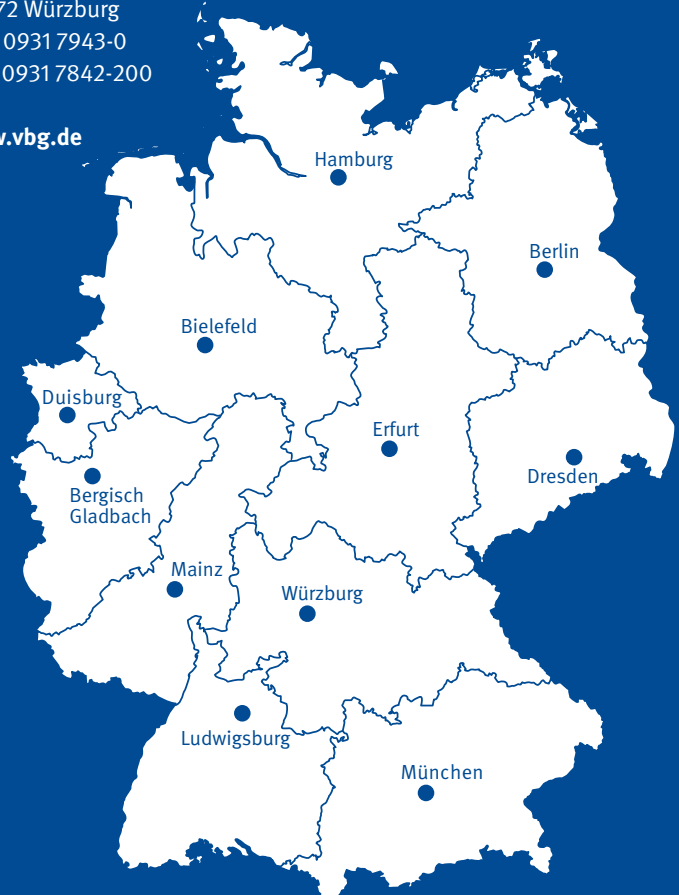 72 Würzburg
0931 7943-0
0931 7842-200
.vbg.de
Hamburg
Berlin
Bielefeld
Duisburg
Erfurt
Dresden
Bergisch
Gladbach
Mainz
Würzburg
Ludwigsburg
München